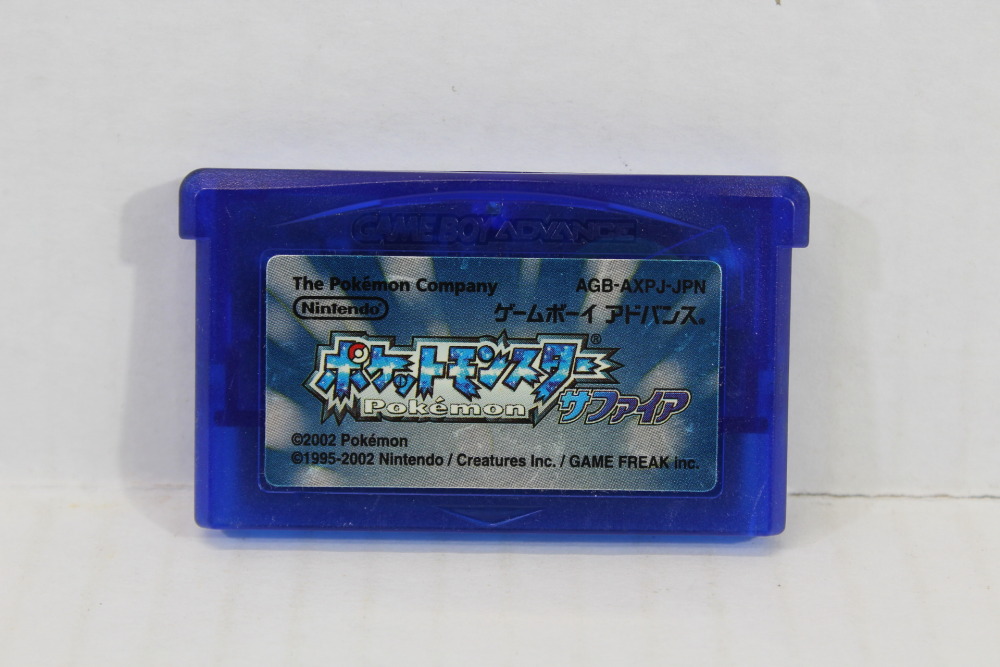 GAME BOY ADVANCE
The Pokémon Company AGB-AXPJ-JPN
Nintendo® ゲームボーイ アドバンス®
ポケットモンスター®
Pokémon サファイア
©2002 Pokémon
©1995-2002 Nintendo / Creatures Inc. / GAME FREAK inc.